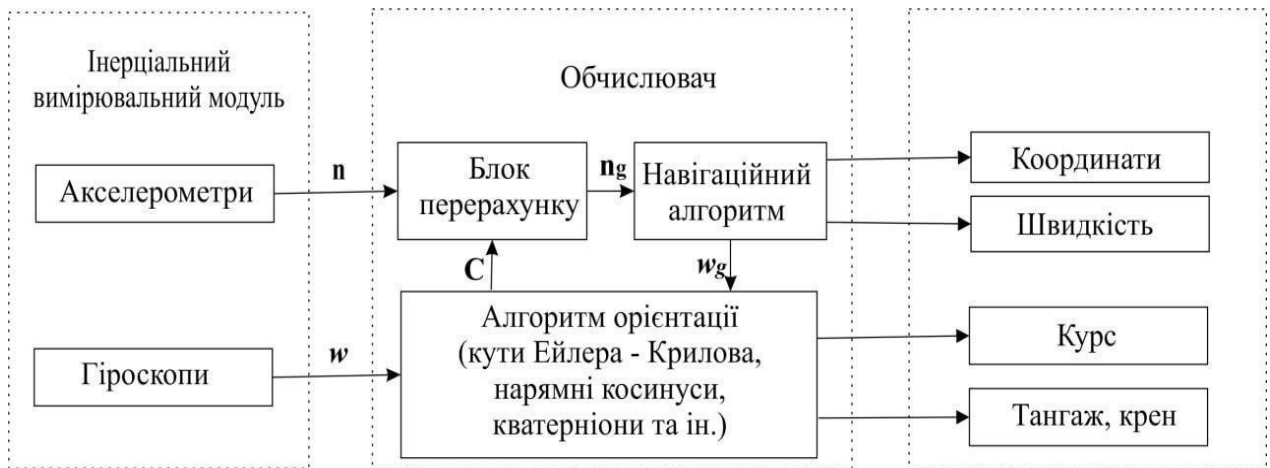 Інерціальний
вимірювальний модуль
Обчислювач
Акселерометри
n
Блок
перерахунку
ng
Навігаційний
алгоритм
Координати
Швидкість
C
wg
Гіроскопи
w
Алгоритм орієнтації
(кути Ейлера - Крилова,
нарямні косинуси,
кватерніони та ін.)
Курс
Тангаж, крен